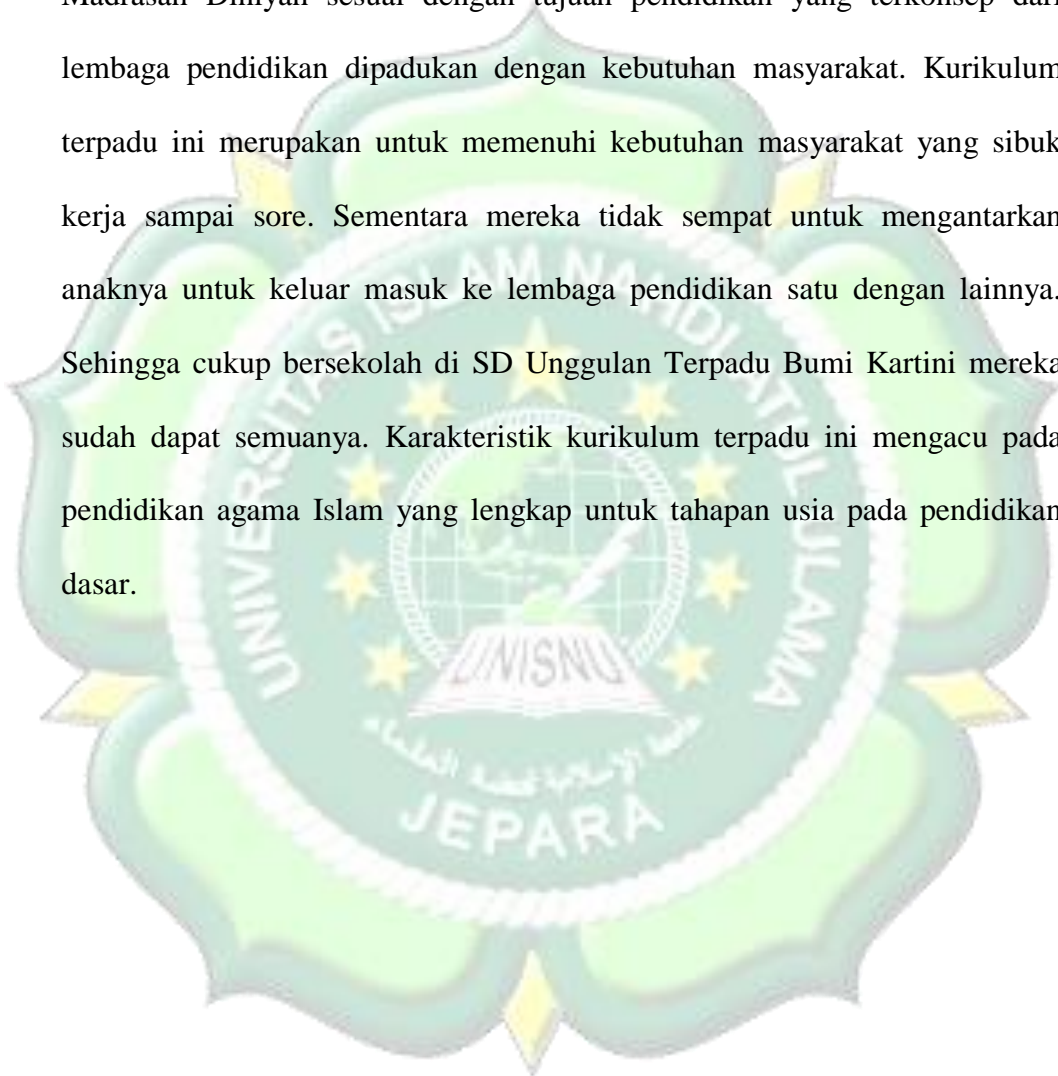 Madrasah Diniyah sesuai dengan tujuan pendidikan yang terkonsep dari
lembaga pendidikan dipadukan dengan kebutuhan masyarakat. Kurikulum
terpadu ini merupakan untuk memenuhi kebutuhan masyarakat yang sibuk
kerja sampai sore. Sementara mereka tidak sempat untuk mengantarkan
anaknya untuk keluar masuk ke lembaga pendidikan satu dengan lainnya.
Sehingga cukup bersekolah di SD Unggulan Terpadu Bumi Kartini mereka
sudah dapat semuanya. Karakteristik kurikulum terpadu ini mengacu pada
pendidikan agama Islam yang lengkap untuk tahapan usia pada pendidikan
dasar.
UNIVERSITAS ISLAM NAHDLATUL ULAMA
UNISNU
JEPARA